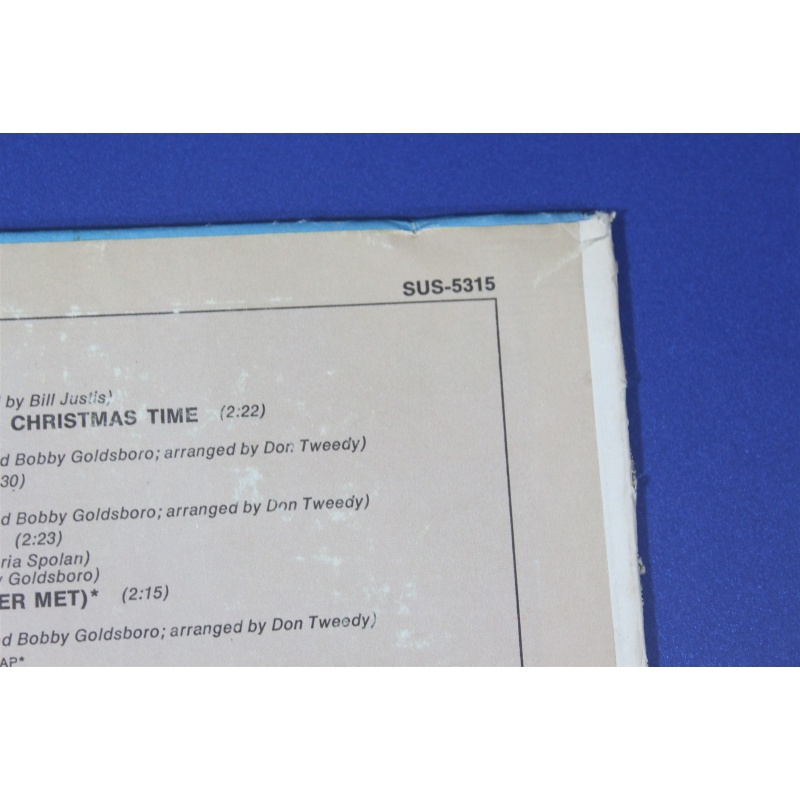 SUS-5315
by Bill Justis)
CHRISTMAS TIME (2:22)
d Bobby Goldsboro; arranged by Don Tweedy)
30)
d Bobby Goldsboro; arranged by Don Tweedy)
(2:23)
ria Spolan)
y Goldsboro)
ER MET)* (2:15)
d Bobby Goldsboro; arranged by Don Tweedy)
AP*